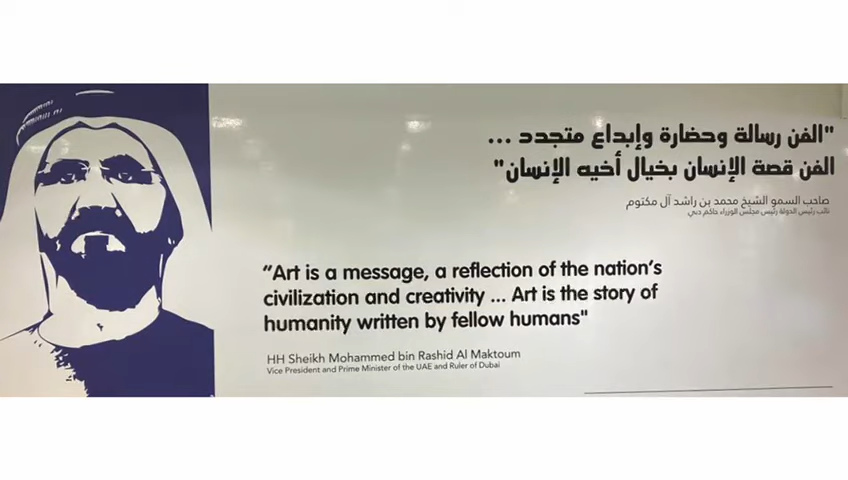 "الفن رسالة وحضارة وإبداع متجدد ...
الفن قصة الإنسان بخيال أخيه الإنسان"
صاحب السمو الشيخ محمد بن راشد آل مكتوم
نائب رئيس الدولة رئيس مجلس الوزراء حاكم دبي
“Art is a message, a reflection of the nation’s
civilization and creativity ... Art is the story of
humanity written by fellow humans"
HH Sheikh Mohammed bin Rashid Al Maktoum
Vice President and Prime Minister of the UAE and Ruler of Dubai